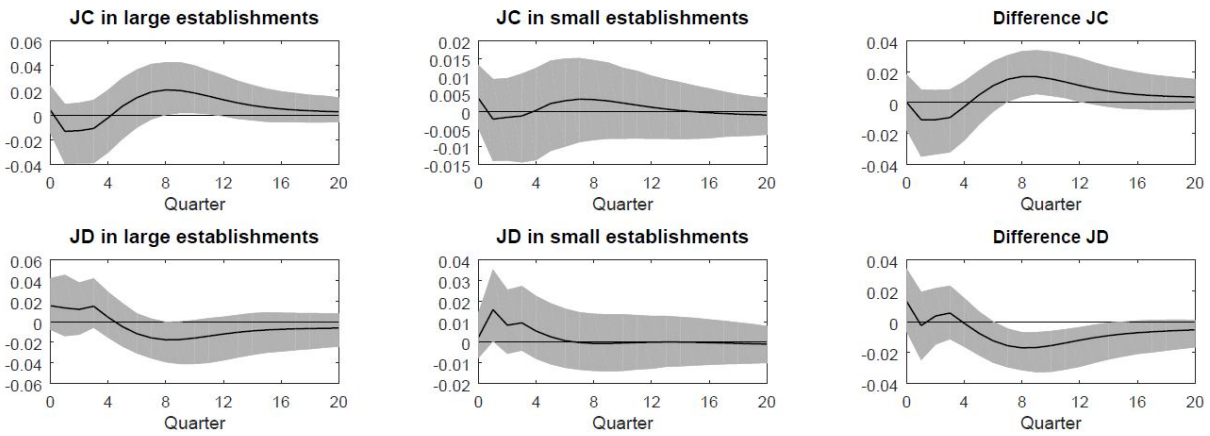 JC in large establishments
0.06
0.04
0.02
0
-0.02
-0.04
0 4 8 12 16 20
Quarter
JC in small establishments
0.02
0.015
0.01
0.005
0
-0.005
-0.01
-0.015
0 4 8 12 16 20
Quarter
Difference JC
0.04
0.02
0
-0.02
-0.04
0 4 8 12 16 20
Quarter
JD in large establishments
0.06
0.04
0.02
0
-0.02
-0.04
-0.06
0 4 8 12 16 20
Quarter
JD in small establishments
0.04
0.03
0.02
0.01
0
-0.01
-0.02
0 4 8 12 16 20
Quarter
Difference JD
0.04
0.02
0
-0.02
-0.04
0 4 8 12 16 20
Quarter